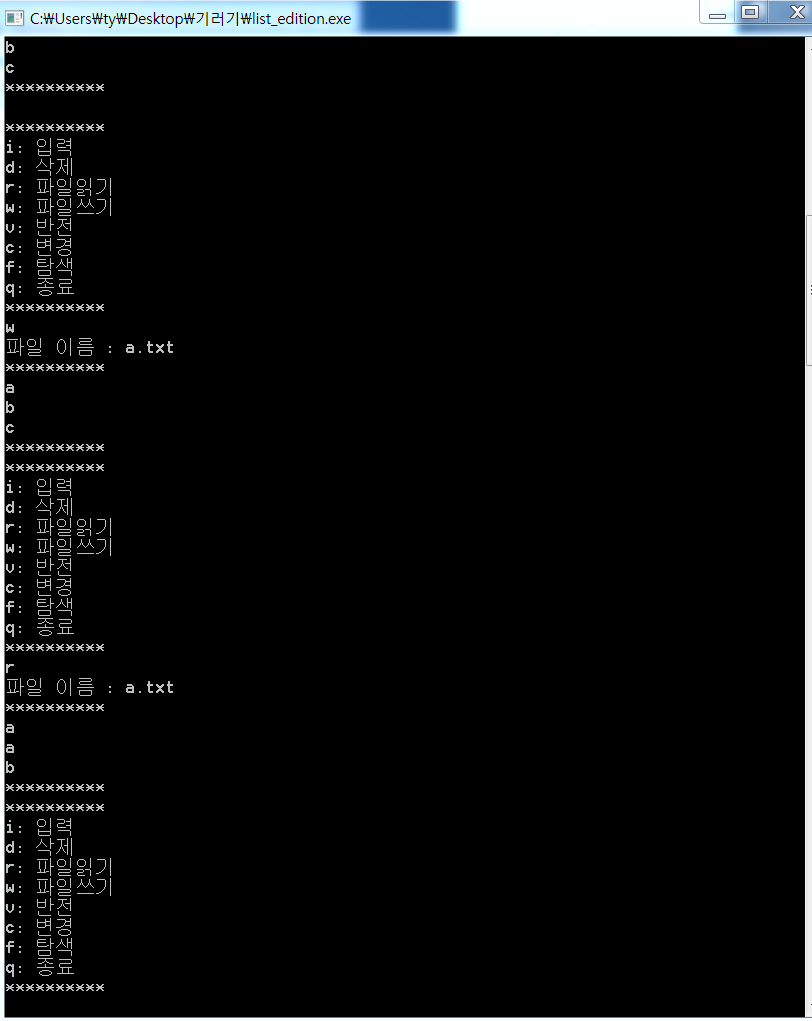 C:₩Users₩ty₩Desktop₩기러기₩list_edition.exe
b
c
**********
**********
i: 입력
d: 삭제
r: 파일읽기
w: 파일쓰기
v: 반전
c: 변경
f: 탐색
q: 종료
**********
w
파일 이름 : a.txt
**********
a
b
c
**********
**********
i: 입력
d: 삭제
r: 파일읽기
w: 파일쓰기
v: 반전
c: 변경
f: 탐색
q: 종료
**********
r
파일 이름 : a.txt
**********
a
a
b
**********
**********
i: 입력
d: 삭제
r: 파일읽기
w: 파일쓰기
v: 반전
c: 변경
f: 탐색
q: 종료
**********